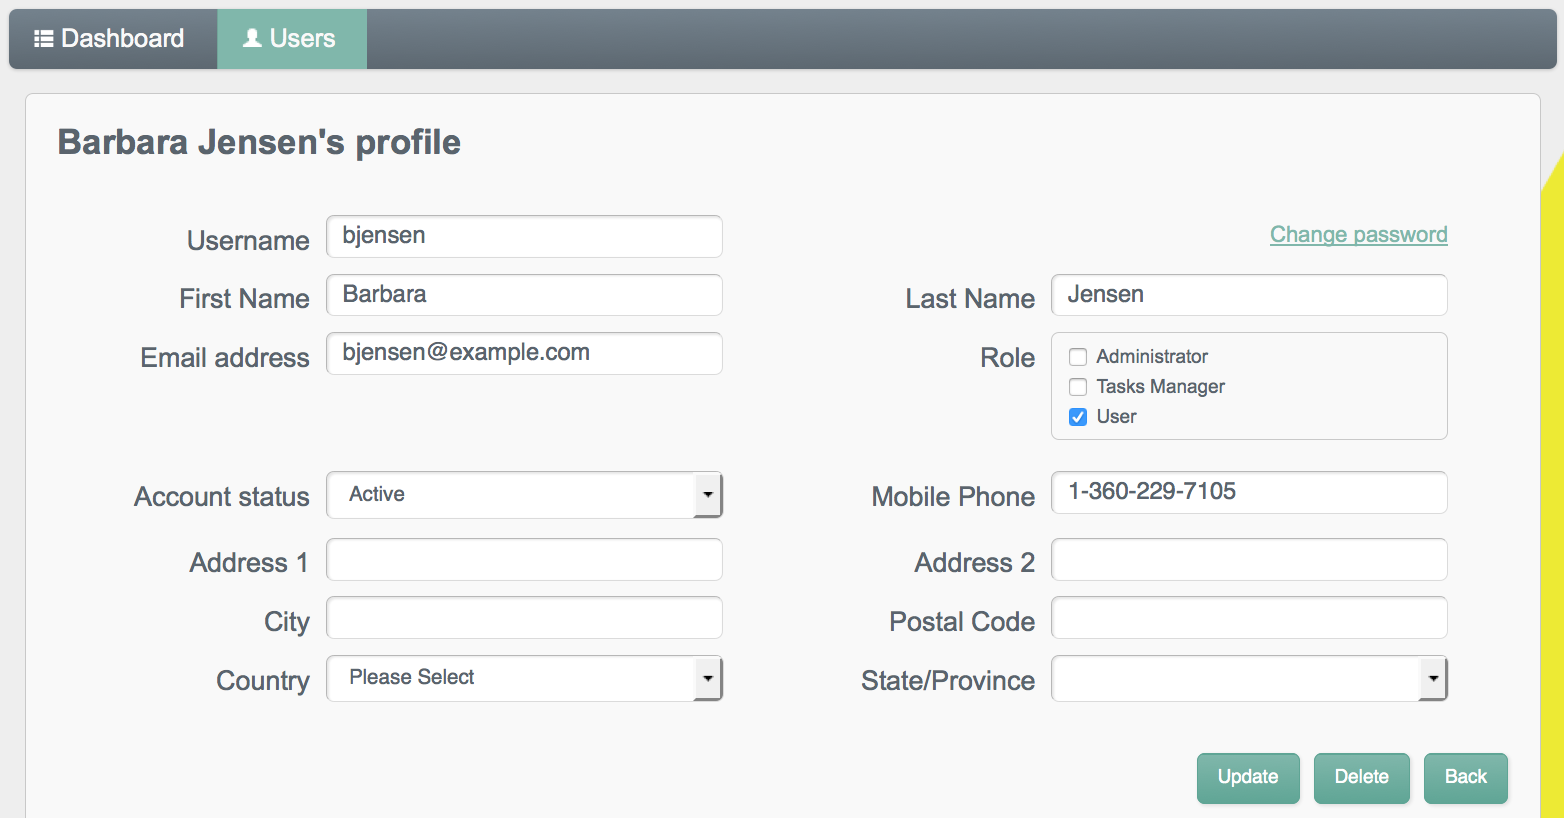 Dashboard Users
Barbara Jensen's profile
Username bjensen Change password
First Name Barbara Last Name Jensen
Email address bjensen@example.com Role Administrator
Tasks Manager
User
Account status Active Mobile Phone 1-360-229-7105
Address 1 Address 2
City Postal Code
Country Please Select State/Province
Update Delete Back